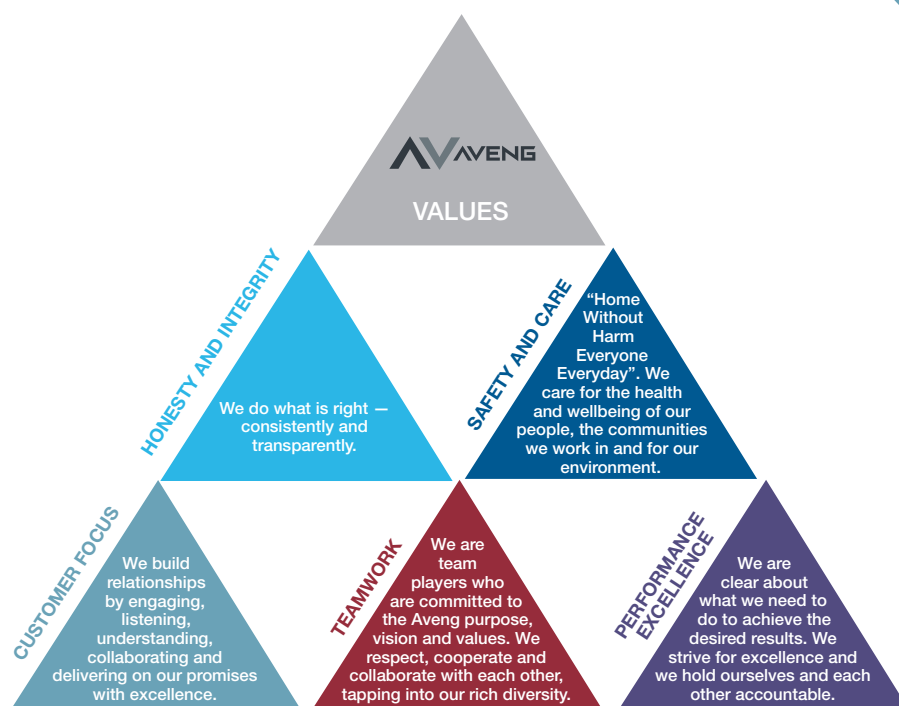 AVENG
VALUES
HONESTY AND INTEGRITY
We do what is right —
consistently and
transparently.
SAFETY AND CARE
“Home
Without
Harm
Everyone
Everyday”. We
care for the health
and wellbeing of our
people, the communities
we work in and for our
environment.
CUSTOMER FOCUS
We build
relationships
by engaging,
listening,
understanding,
collaborating and
delivering on our promises
with excellence.
TEAMWORK
We are
team
players who
are committed to
the Aveng purpose,
vision and values. We
respect, cooperate and
collaborate with each other,
tapping into our rich diversity.
PERFORMANCE
EXCELLENCE
We are
clear about
what we need to
do to achieve the
desired results. We
strive for excellence and
we hold ourselves and each
other accountable.